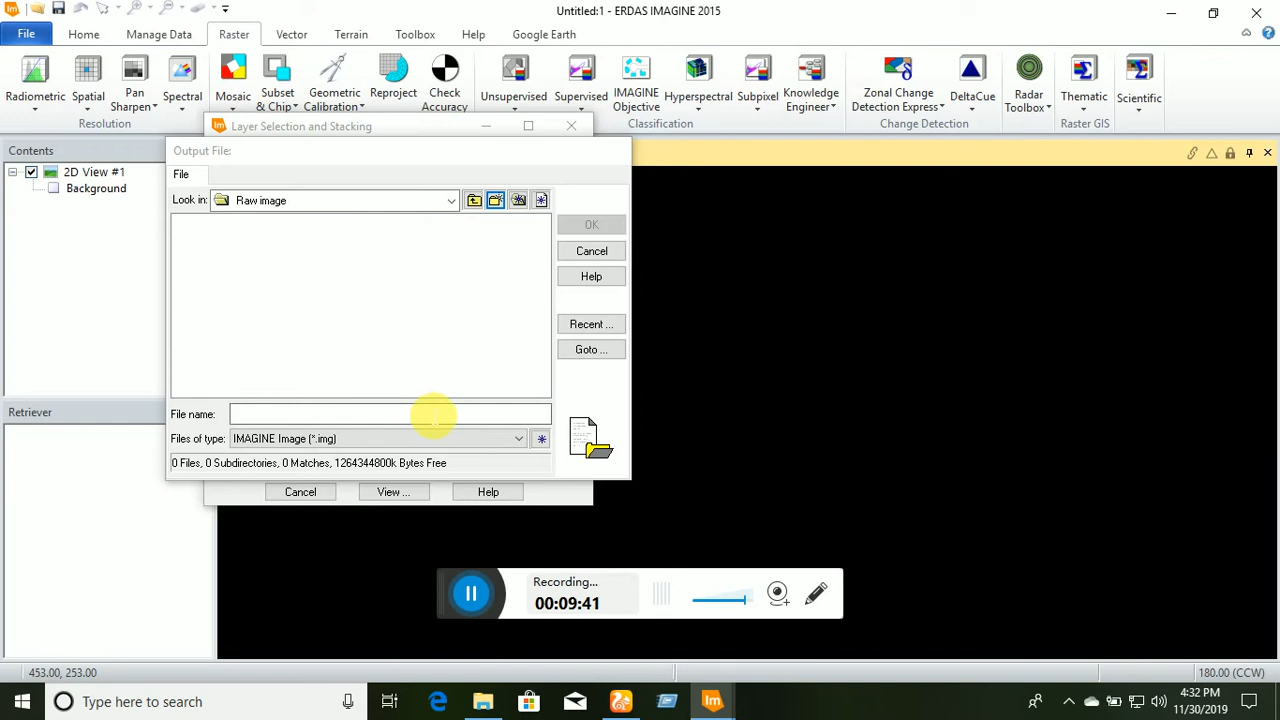 Untitled:1 - ERDAS IMAGINE 2015
File
Home
Manage Data
Raster
Vector
Terrain
Toolbox
Help
Google Earth
Radiometric
Spatial
Pan
Sharpen
Spectral
Mosaic
Subset
& Chip
Geometric
Calibration
Reproject
Check
Accuracy
Unsupervised
Supervised
IMAGINE
Objective
Hyperspectral
Subpixel
Knowledge
Engineer
Zonal Change
Detection Express
DeltaCue
Radar
Toolbox
Thematic
Scientific
Resolution
Classification
Change Detection
Raster GIS
Layer Selection and Stacking
Contents
2D View #1
Background
Output File:
File
Look in:
Raw image
OK
Cancel
Help
Recent ...
Goto ...
File name:
Files of type:
IMAGINE Image (*.img)
0 Files, 0 Subdirectories, 0 Matches, 1264344800k Bytes Free
Cancel
View ...
Help
Retriever
Recording...
00:09:41
453.00, 253.00
180.00 (CCW)
Type here to search
4:32 PM
11/30/2019